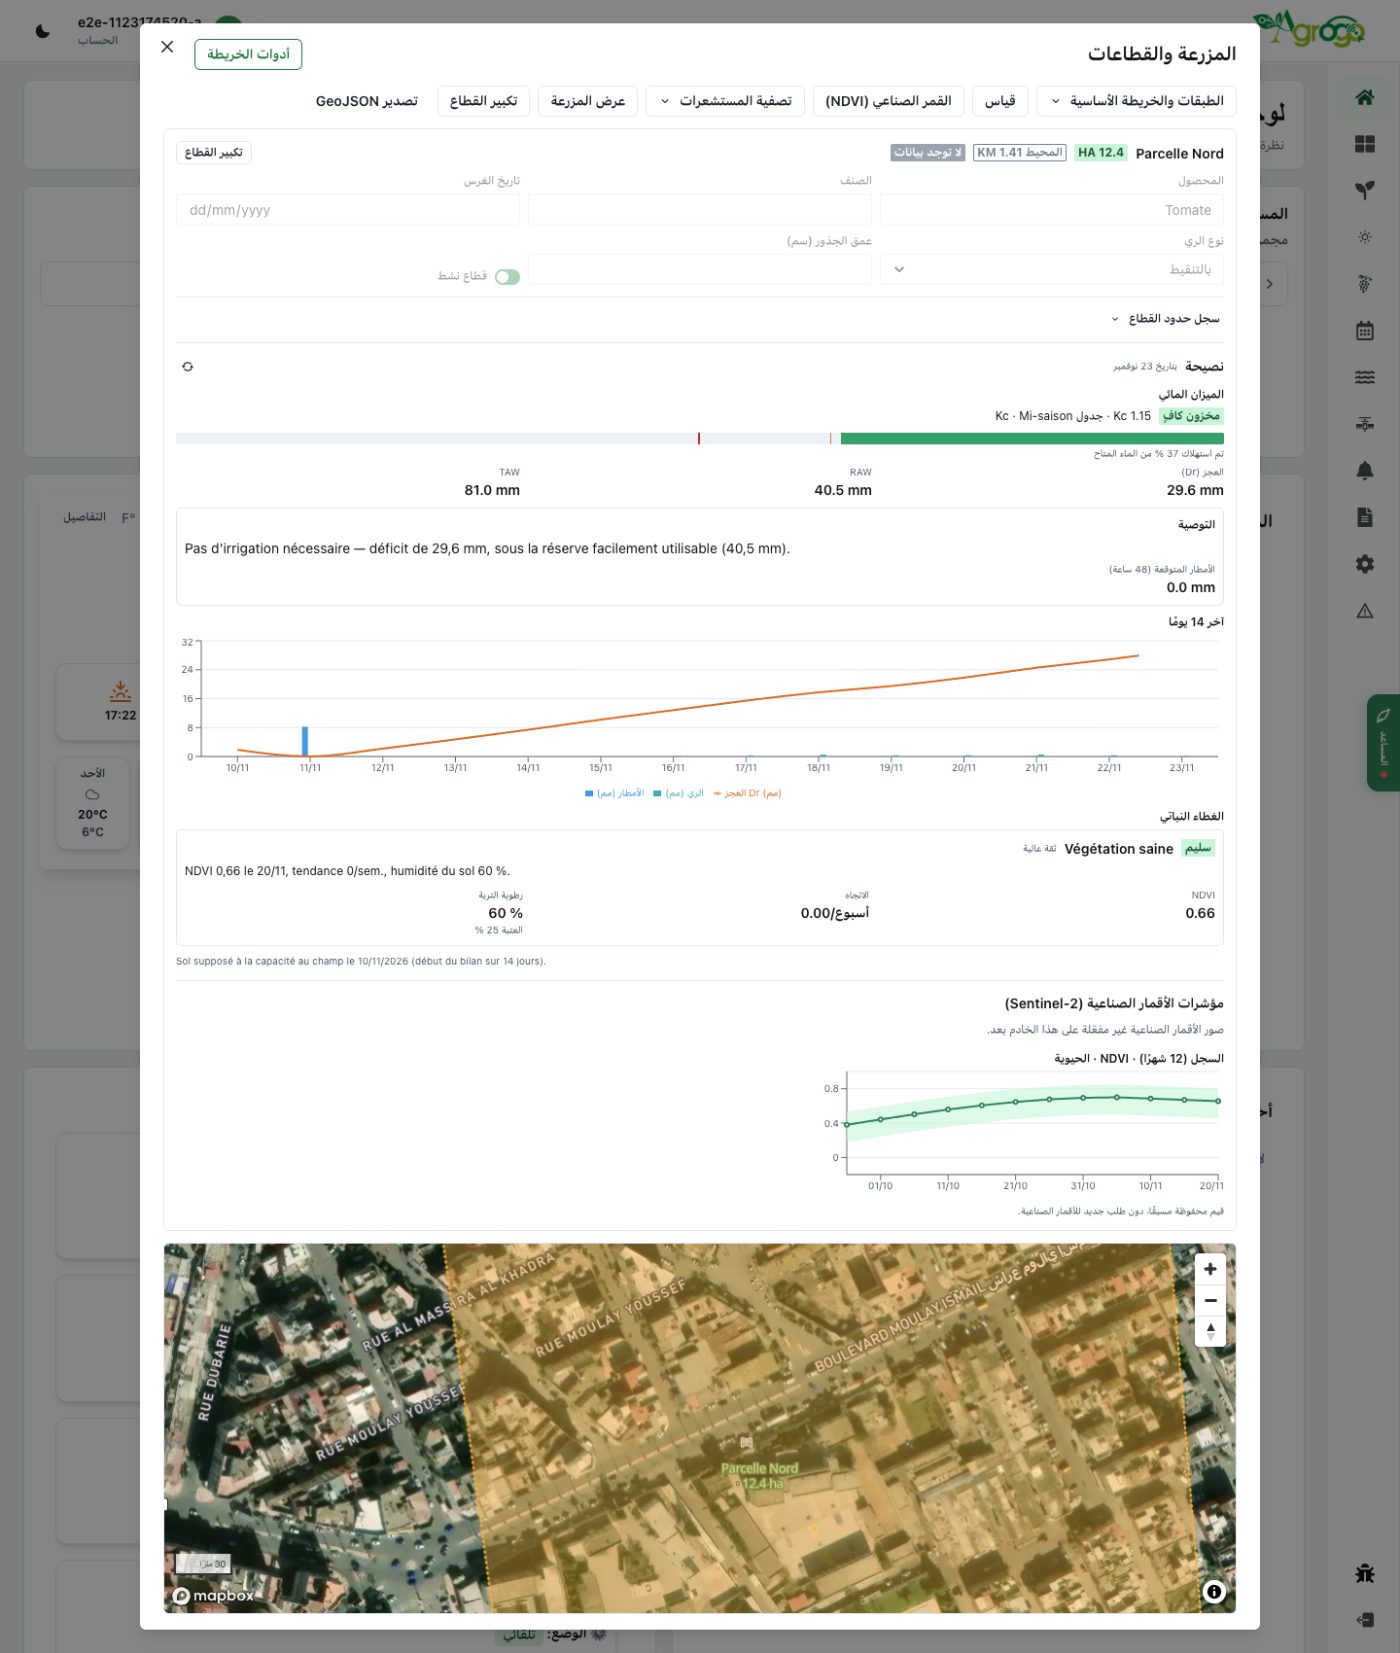 e2e-1123174520-a
الحساب
Agrogo
المزرعة والقطاعات
أدوات الخريطة
الطبقات والخريطة الأساسية
قياس
القمر الصناعي (NDVI)
تصفية المستشعرات
عرض المزرعة
تكبير القطاع
تصدير GeoJSON
Parcelle Nord
12.4 HA
المحيط 1.41 KM
لا توجد بيانات
تكبير القطاع
المحصول
الصنف
تاريخ الغرس
Tomate
dd/mm/yyyy
نوع الري
عمق الجذور (سم)
بالتنقيط
قطاع نشط
سجل حدود القطاع
نصيحة
بتاريخ 23 نوفمبر
الميزان المائي
مخزون كافٍ
Kc 1.15 · جدول Kc · Mi-saison
تم استهلاك 37 % من الماء المتاح
العجز (Dr)
RAW
TAW
29.6 mm
40.5 mm
81.0 mm
التوصية
Pas d'irrigation nécessaire — déficit de 29,6 mm, sous la réserve facilement utilisable (40,5 mm).
الأمطار المتوقعة (48 ساعة)
0.0 mm
آخر 14 يومًا
32
24
16
8
0
10/11
11/11
12/11
13/11
14/11
15/11
16/11
17/11
18/11
19/11
20/11
21/11
22/11
23/11
الأمطار (مم)
الري (مم)
العجز Dr (مم)
الغطاء النباتي
سليم
Végétation saine
ثقة عالية
NDVI 0,66 le 20/11, tendance 0/sem., humidité du sol 60 %.
NDVI
الاتجاه
رطوبة التربة
0.66
0.00/أسبوع
60 %
العتبة 25 %
Sol supposé à la capacité au champ le 10/11/2026 (début du bilan sur 14 jours).
مؤشرات الأقمار الصناعية (Sentinel-2)
صور الأقمار الصناعية غير مفعّلة على هذا الخادم بعد.
السجل (12 شهرًا) · NDVI · الحيوية
0.8
0.4
0
01/10
11/10
21/10
31/10
10/11
20/11
قيم محفوظة مسبقًا، دون طلب جديد للأقمار الصناعية.
RUE DUBARIE
RUE AL MASSIRA AL KHADRA
RUE MOULAY YOUSSEF
RUE MOULAY YOUSSEF
BOULEVARD MOULAY ISMAIL
Parcelle Nord
12.4 ha
30 مترًا
mapbox
التفاصيل
°F
17:22
الأحد
20°C
6°C
المساعد
الوضع:
تلقائي